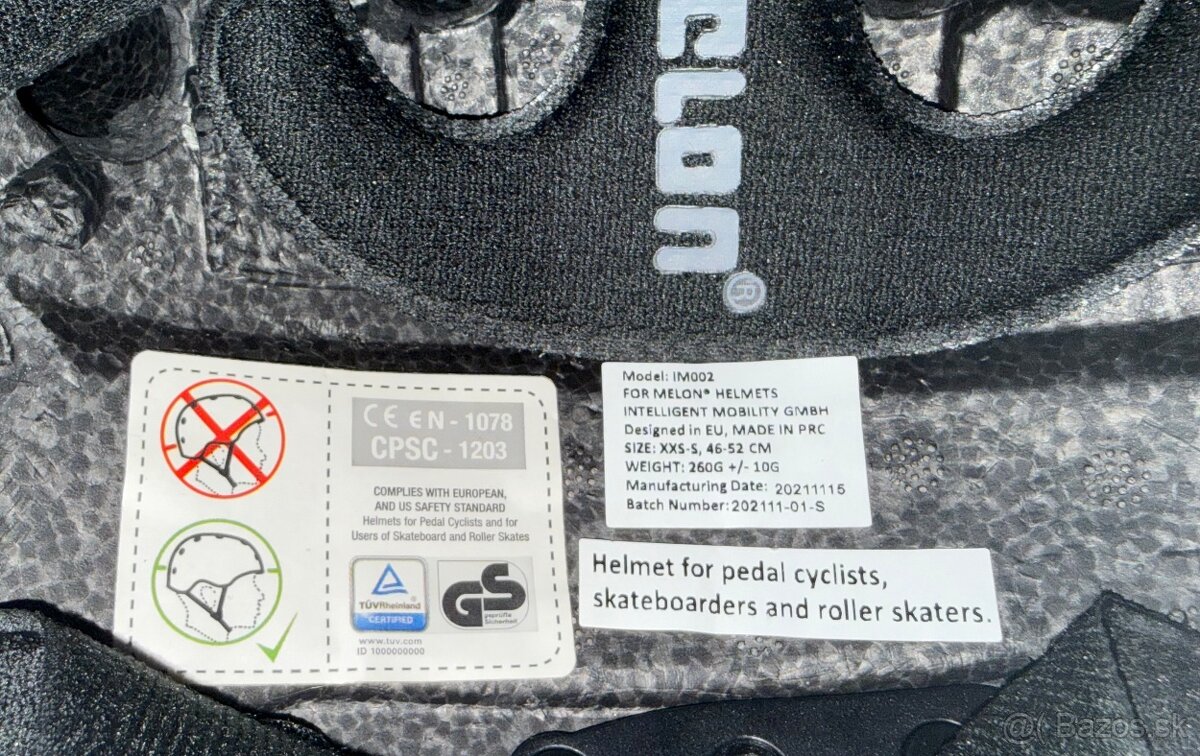 elon
®
CE EN - 1078
CPSC - 1203
COMPLIES WITH EUROPEAN,
AND US SAFETY STANDARD
Helmets for Pedal Cyclists and for
Users of Skateboard and Roller Skates
TÜVRheinland
CERTIFIED
GS
geprüfte
Sicherheit
www.tuv.com
ID 1000000000
Model: IM002
FOR MELON® HELMETS
INTELLIGENT MOBILITY GMBH
Designed in EU, MADE IN PRC
SIZE: XXS-S, 46-52 CM
WEIGHT: 260G +/- 10G
Manufacturing Date: 20211115
Batch Number: 202111-01-S
Helmet for pedal cyclists,
skateboarders and roller skaters.
Bazos.sk